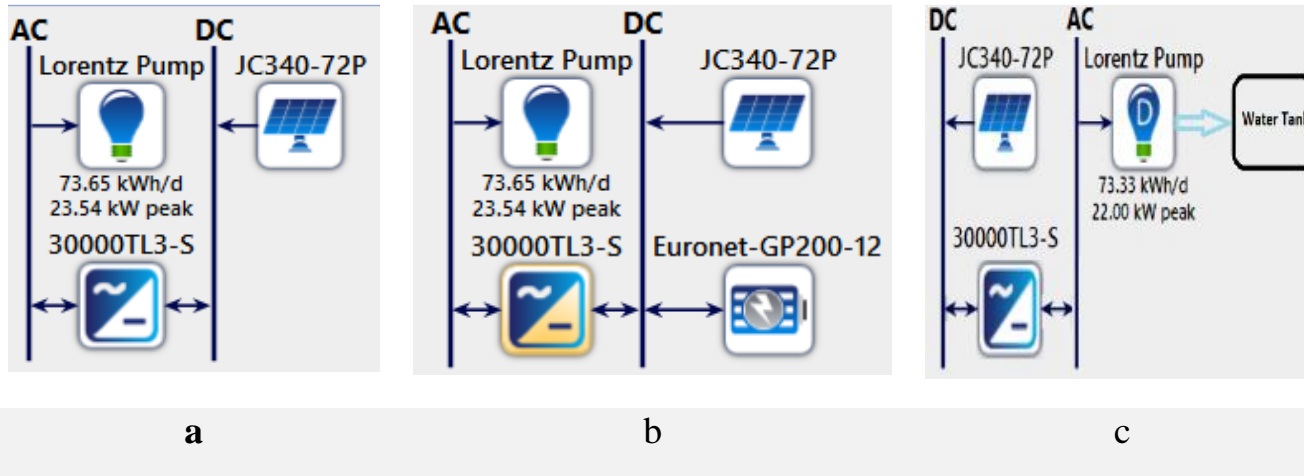 AC DC
Lorentz Pump JC340-72P
73.65 kWh/d
23.54 kW peak
30000TL3-S
AC DC
Lorentz Pump JC340-72P
73.65 kWh/d
23.54 kW peak
30000TL3-S Euronet-GP200-12
DC AC
JC340-72P Lorentz Pump
D
Water Tank
73.33 kWh/d
22.00 kW peak
30000TL3-S
a b c